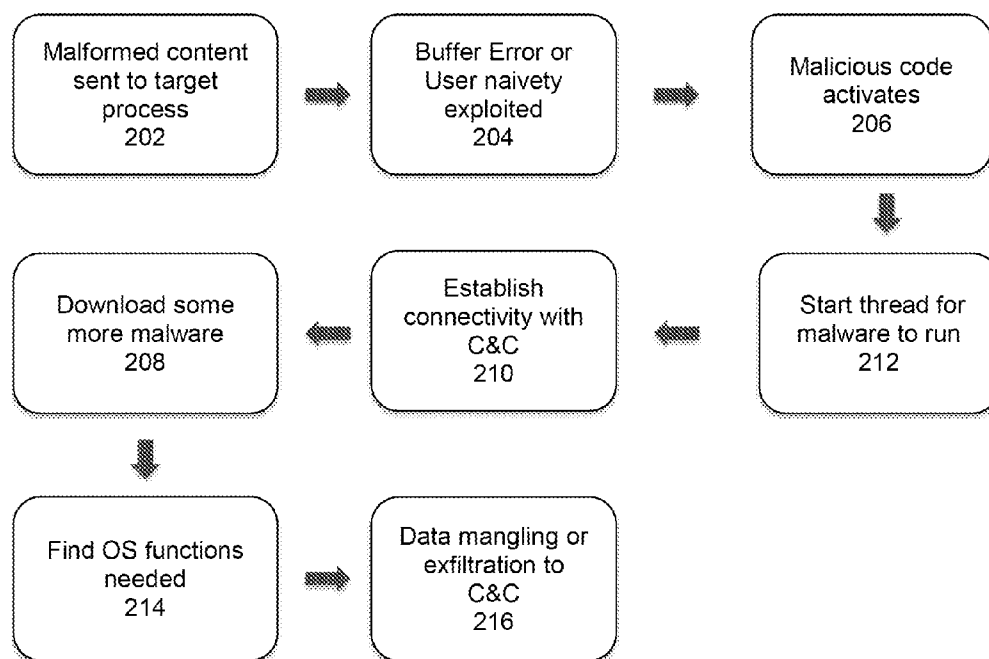 Malformed content
sent to target
process
202
Buffer Error or
User naivety
exploited
204
Malicious code
activates
206
Download some
more malware
208
Establish
connectivity with
C&C
210
Start thread for
malware to run
212
Find OS functions
needed
214
Data mangling or
exfiltration to
C&C
216